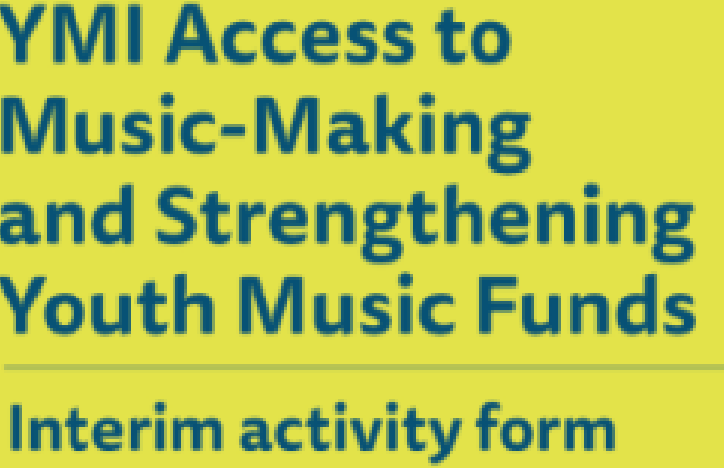 YMI Access to
Music-Making
and Strengthening
Youth Music Funds
Interim activity form